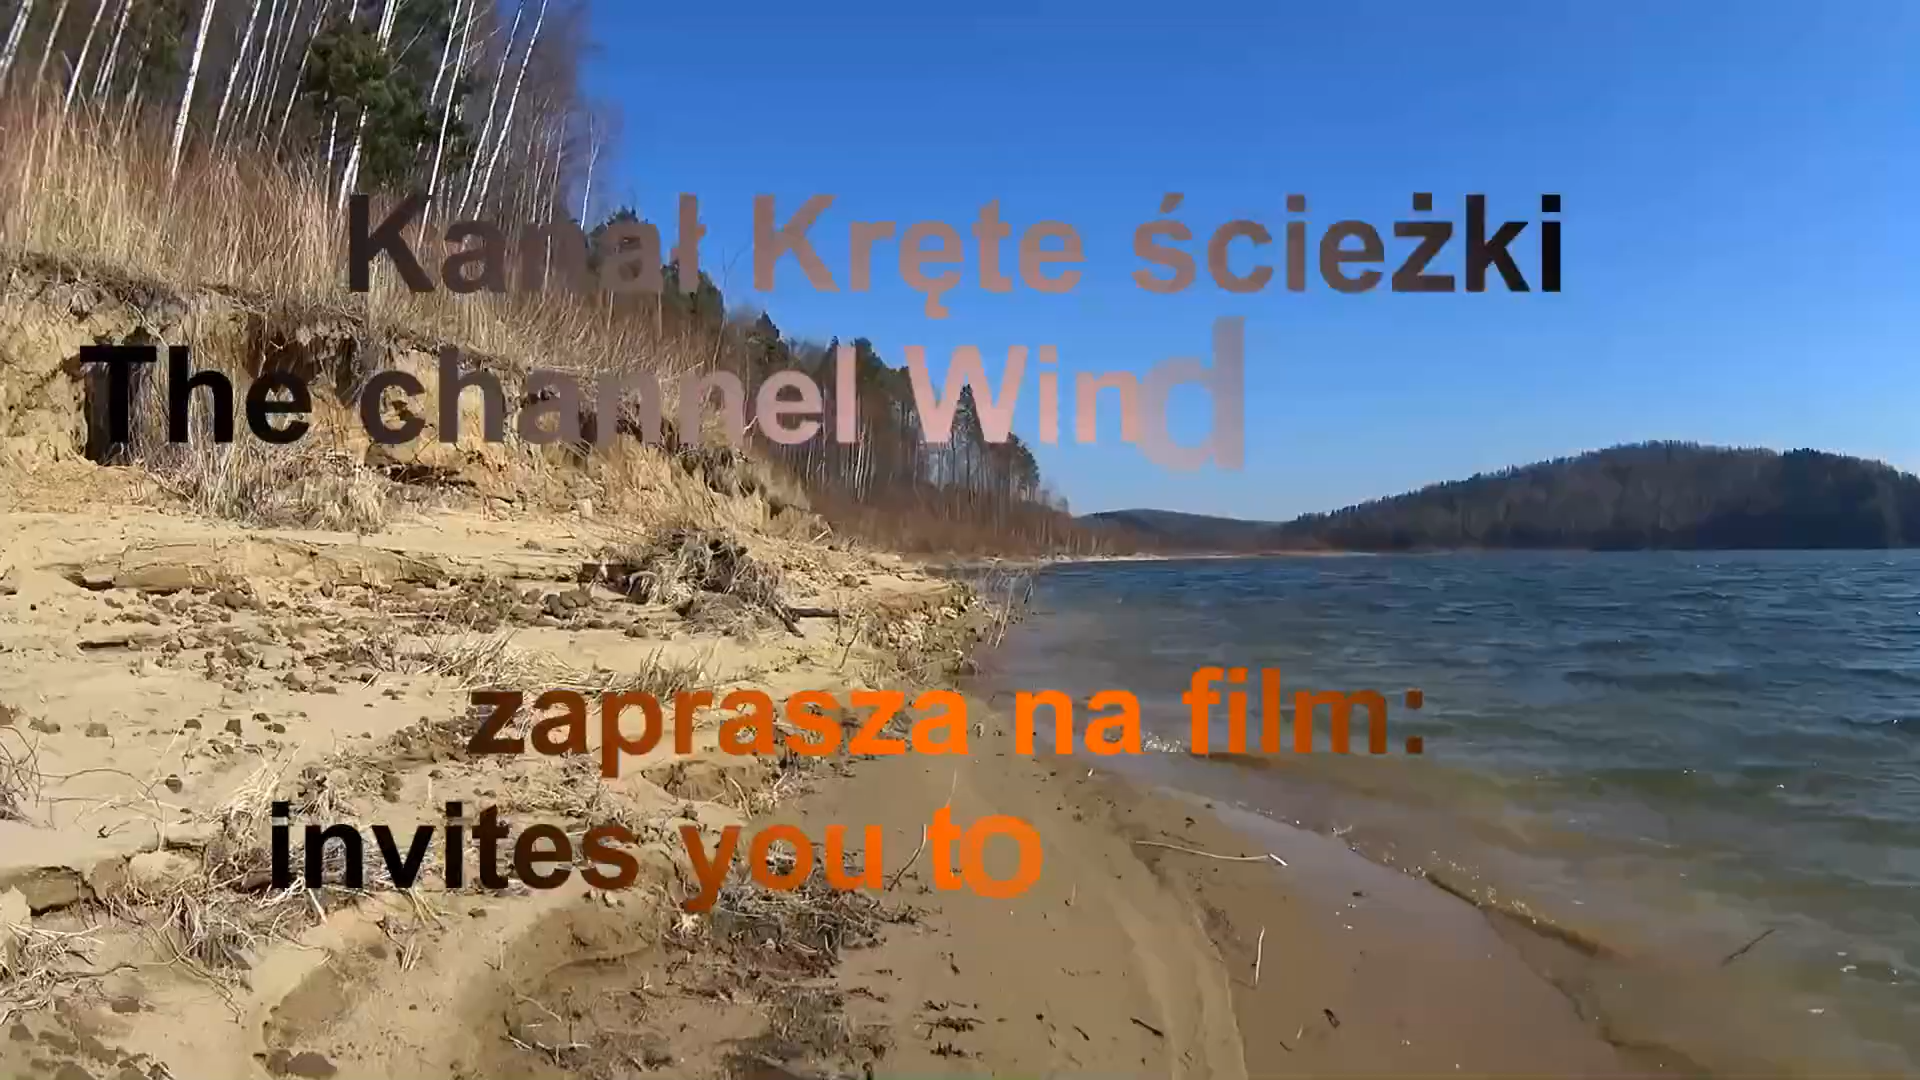 Kanał Kręte ścieżki
The channel Wind
zaprasza na film:
invites you to